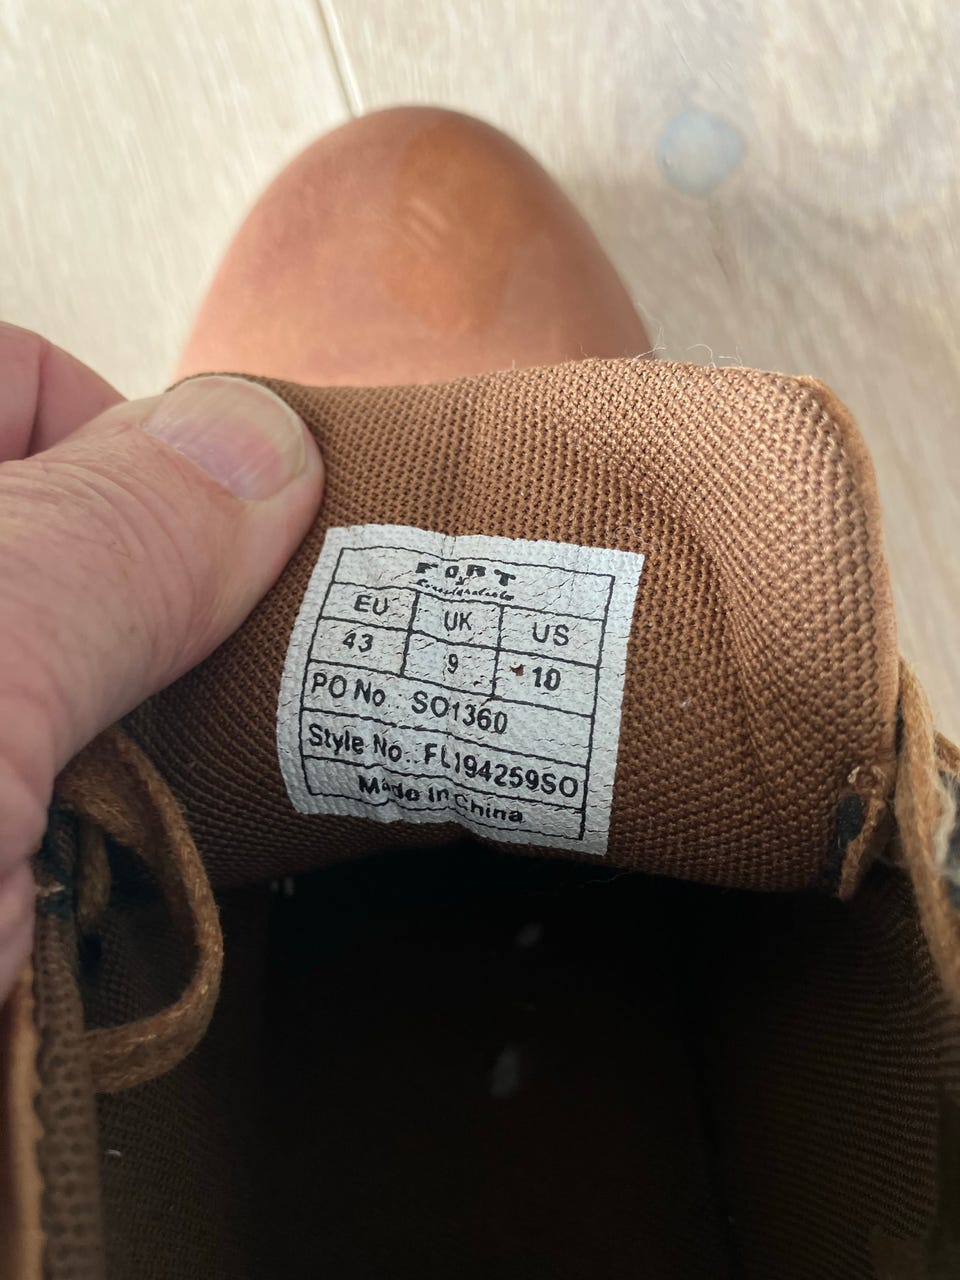 FORT
EU UK US
43 9 10
PO No. SO1360
Style No.. FL194259SO
Made In China